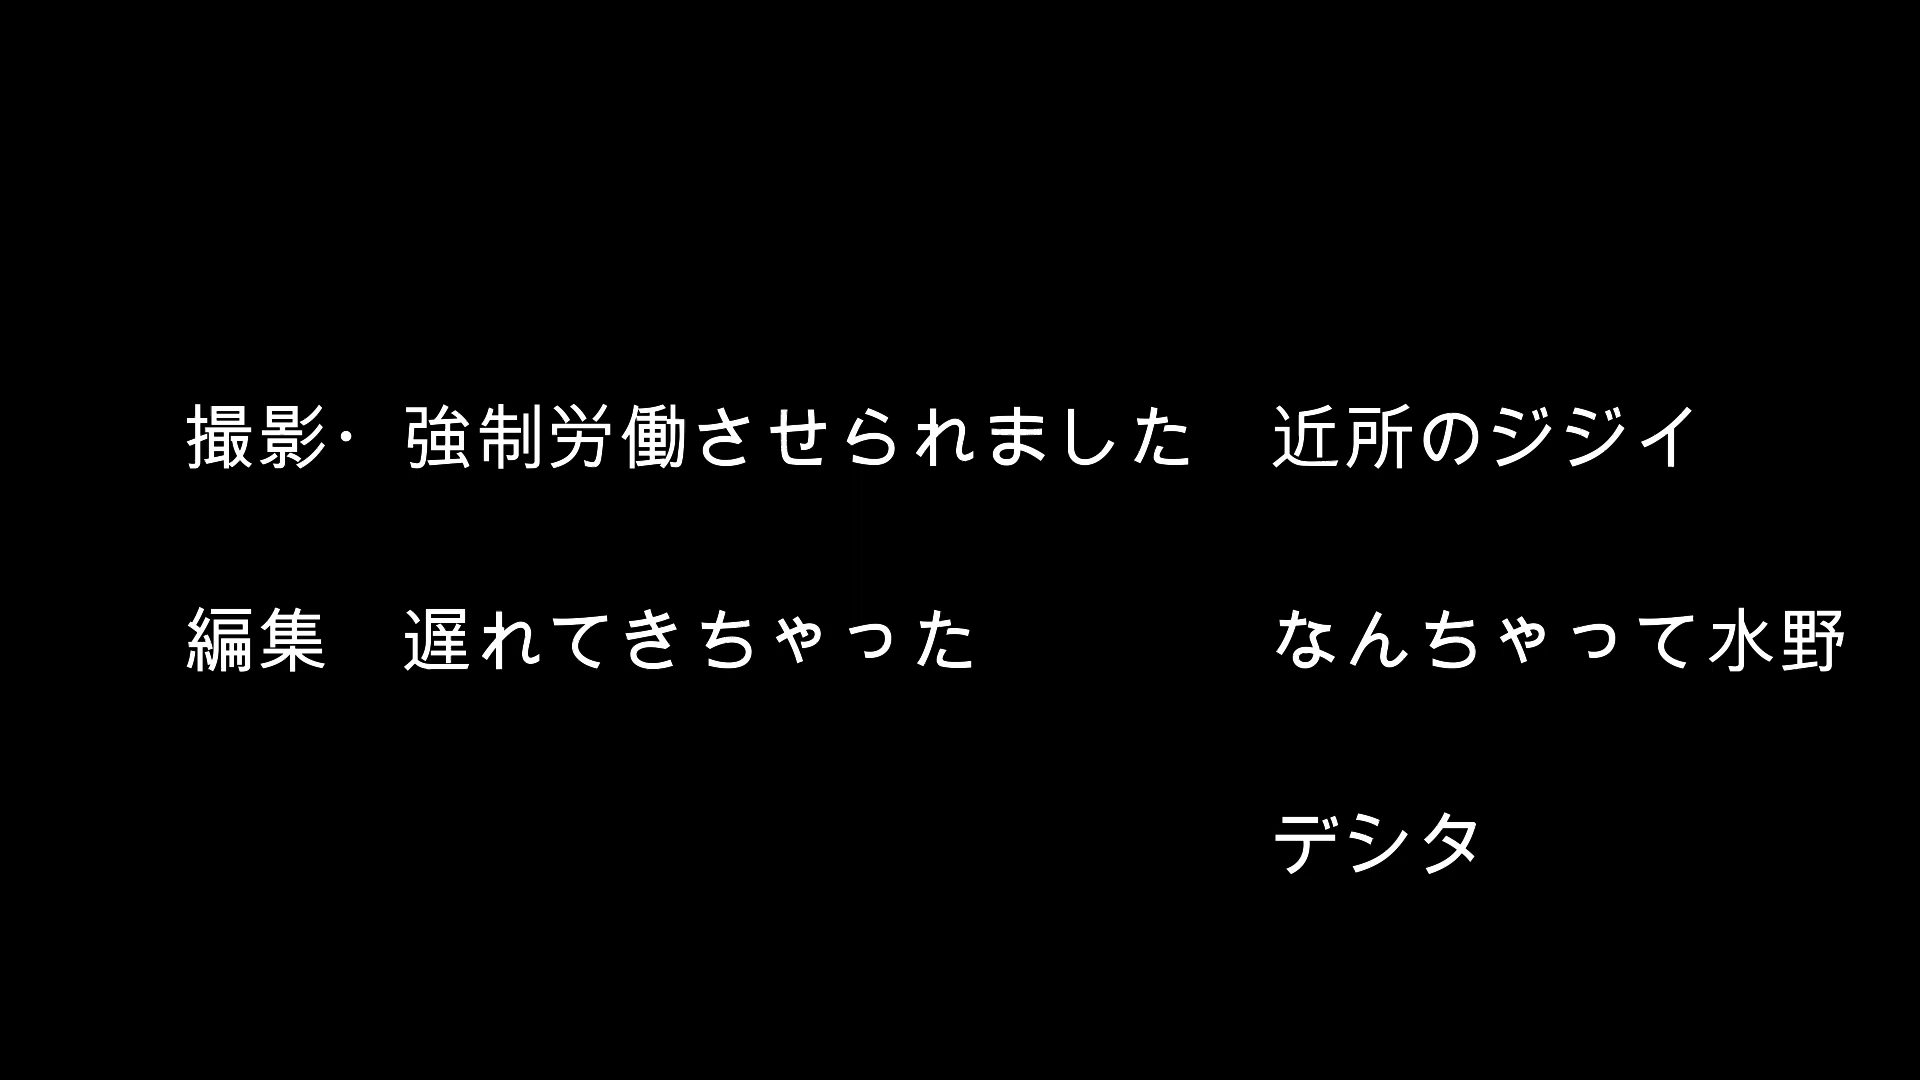 撮影・ 強制労働させられました　近所のジジイ
編集　遅れてきちゃった　　　　なんちゃって水野
デシタ